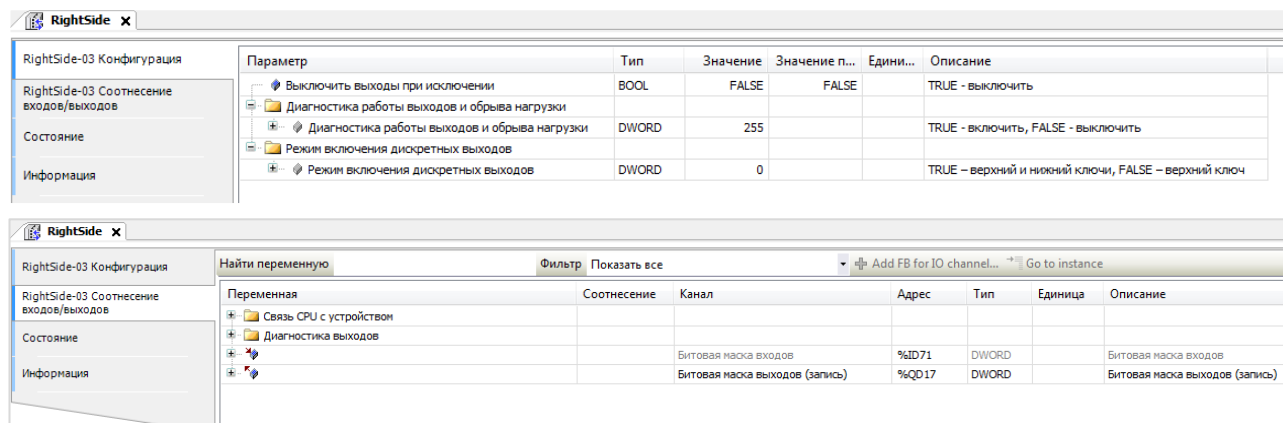 RightSide X
RightSide-03 Конфигурация
RightSide-03 Соотнесение
входов/выходов
Состояние
Информация
Параметр Тип Значение Значение п... Едини... Описание
Выключить выходы при исключении BOOL FALSE FALSE TRUE - выключить
Диагностика работы выходов и обрыва нагрузки
Диагностика работы выходов и обрыва нагрузки DWORD 255 TRUE - включить, FALSE - выключить
Режим включения дискретных выходов
Режим включения дискретных выходов DWORD 0 TRUE – верхний и нижний ключи, FALSE – верхний ключ
RightSide X
RightSide-03 Конфигурация
RightSide-03 Соотнесение
входов/выходов
Состояние
Информация
Найти переменную Фильтр Показать все Add FB for IO channel... Go to instance
Переменная Соотнесение Канал Адрес Тип Единица Описание
Связь CPU с устройством
Диагностика выходов
Битовая маска входов %ID71 DWORD Битовая маска входов
Битовая маска выходов (запись) %QD17 DWORD Битовая маска выходов (запись)